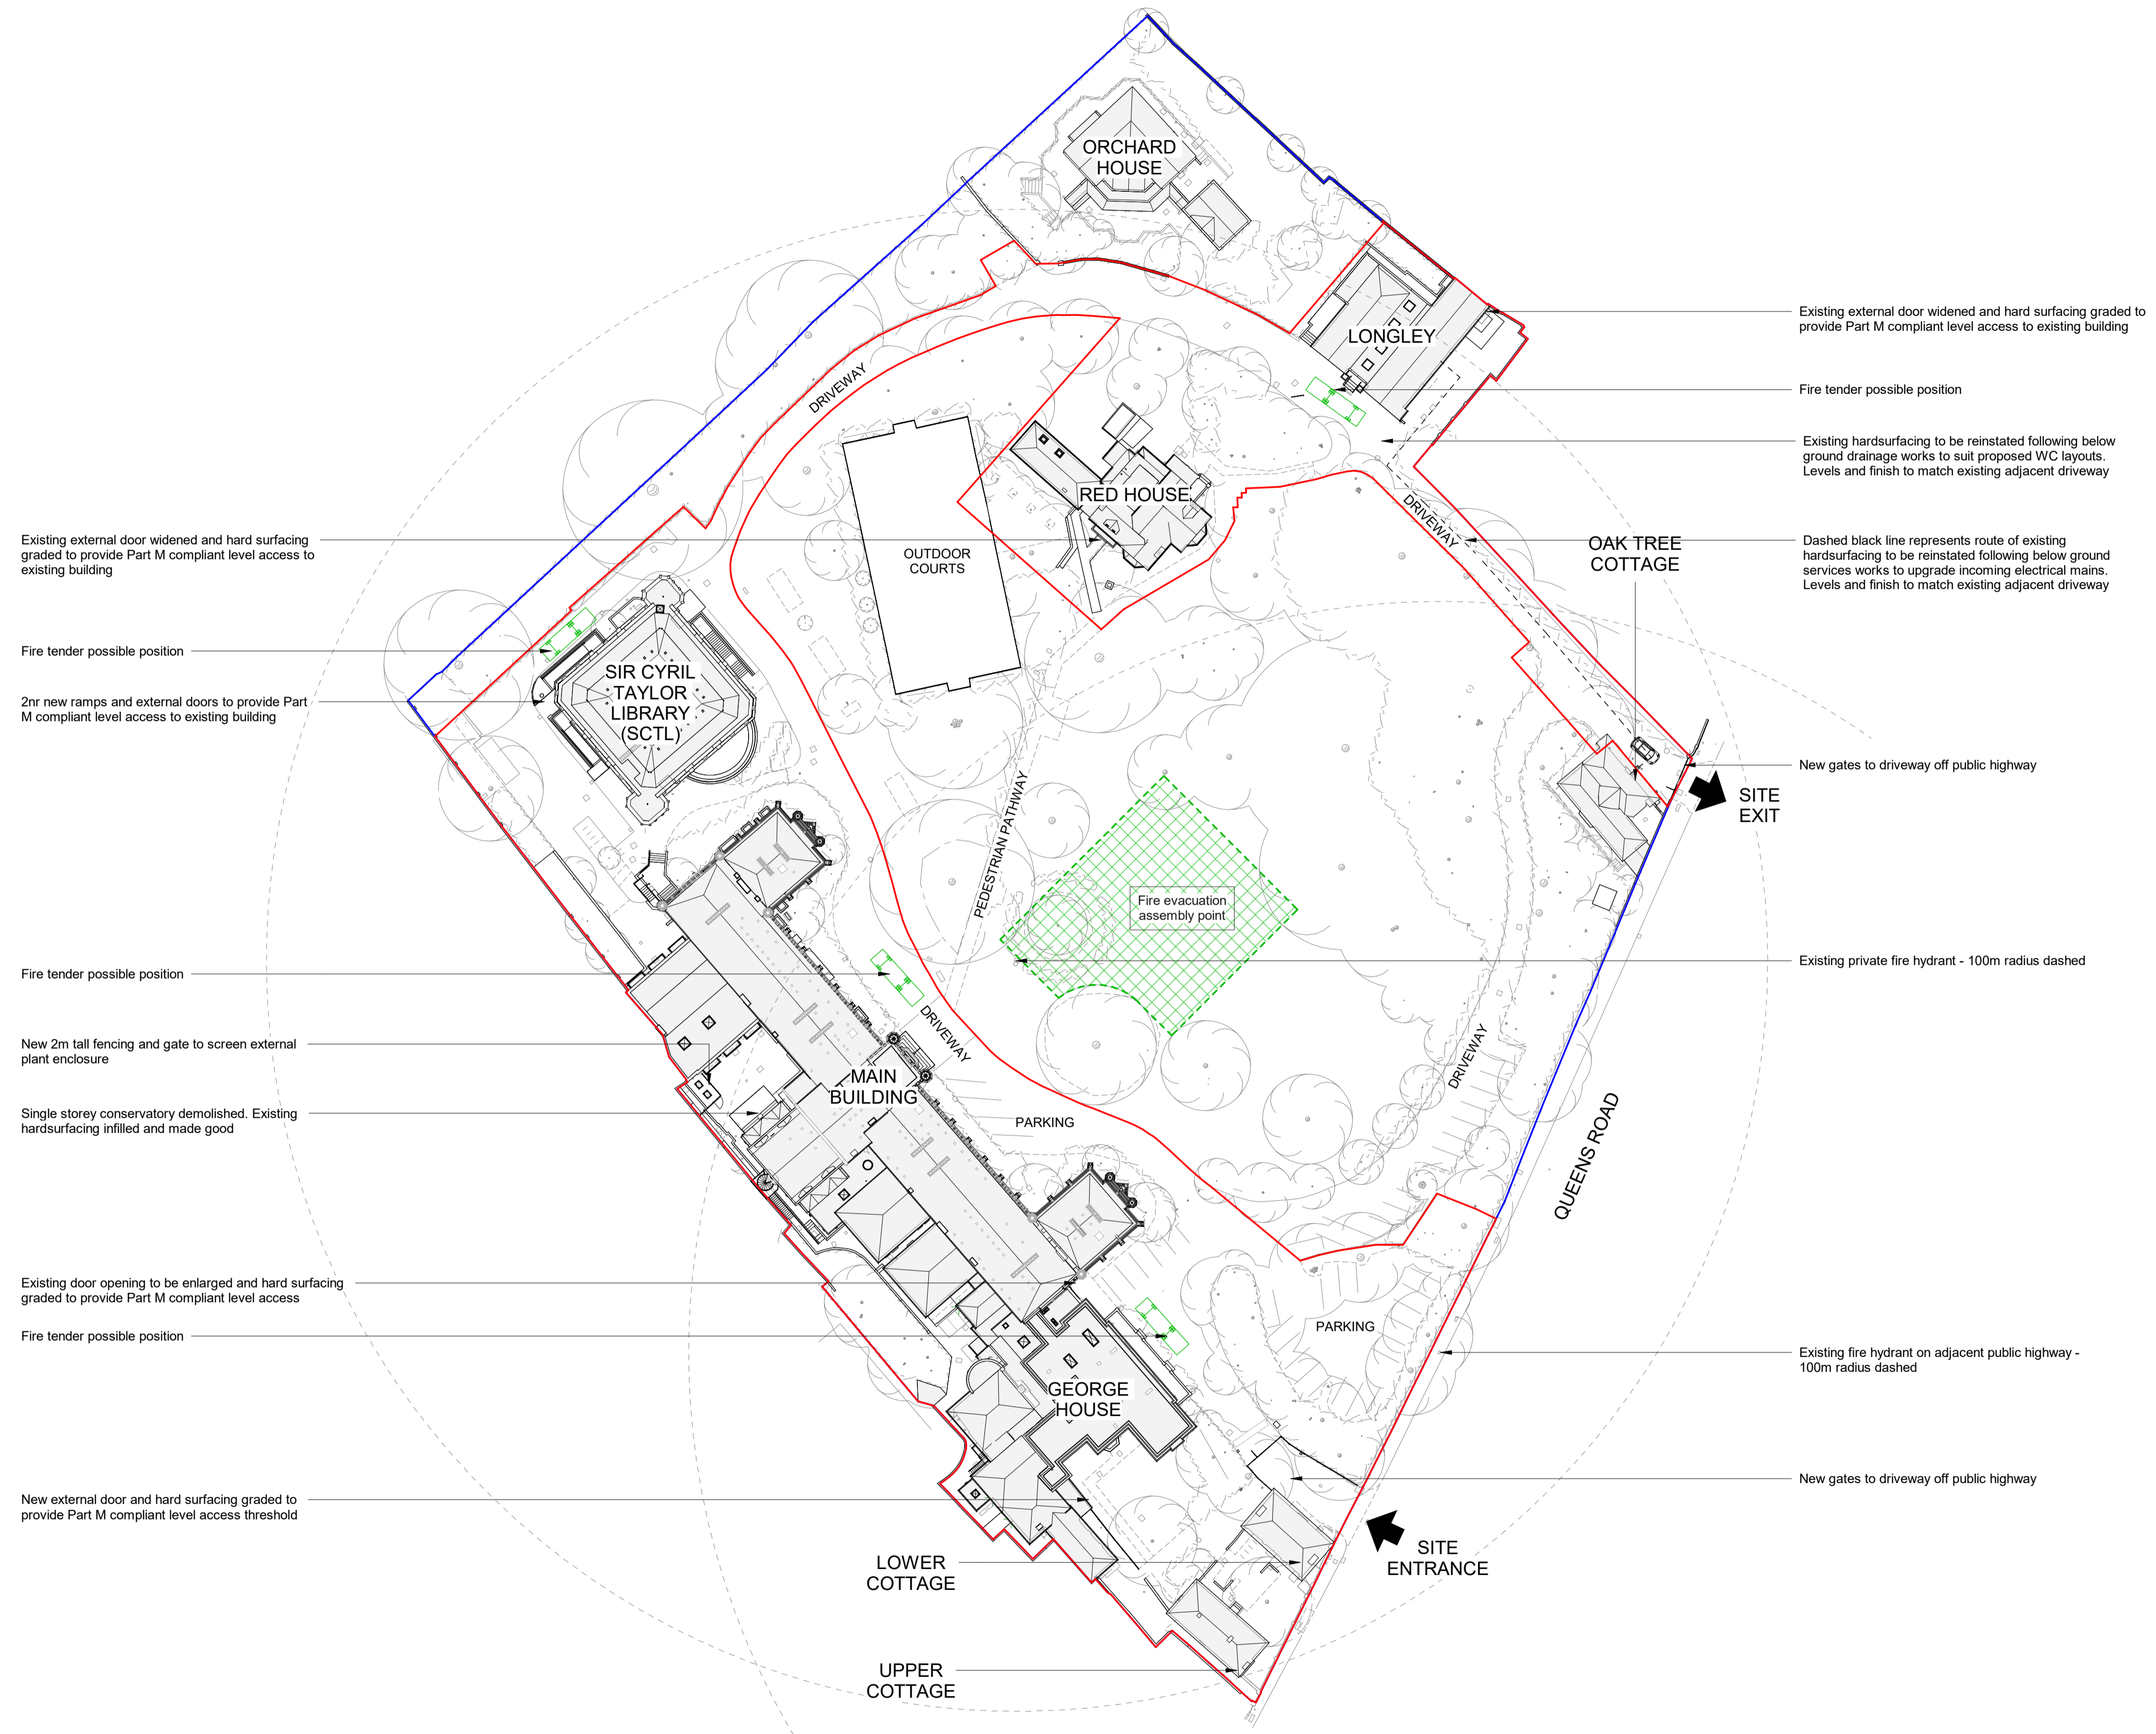 ORCHARD
HOUSE
LONGLEY
DRIVEWAY
RED HOUSE
OUTDOOR
COURTS
DRIVEWAY
OAK TREE
COTTAGE
SIR CYRIL
TAYLOR
LIBRARY
(SCTL)
PEDESTRIAN PATHWAY
Fire evacuation
assembly point
SITE
EXIT
DRIVEWAY
DRIVEWAY
MAIN
BUILDING
PARKING
QUEENS ROAD
PARKING
GEORGE
HOUSE
SITE
ENTRANCE
LOWER
COTTAGE
UPPER
COTTAGE
Existing external door widened and hard surfacing
graded to provide Part M compliant level access to
existing building
Fire tender possible position
2nr new ramps and external doors to provide Part
M compliant level access to existing building
Fire tender possible position
New 2m tall fencing and gate to screen external
plant enclosure
Single storey conservatory demolished. Existing
hardsurfacing infilled and made good
Existing door opening to be enlarged and hard surfacing
graded to provide Part M compliant level access
Fire tender possible position
New external door and hard surfacing graded to
provide Part M compliant level access threshold
Existing external door widened and hard surfacing graded to
provide Part M compliant level access to existing building
Fire tender possible position
Existing hardsurfacing to be reinstated following below
ground drainage works to suit proposed WC layouts.
Levels and finish to match existing adjacent driveway
Dashed black line represents route of existing
hardsurfacing to be reinstated following below ground
services works to upgrade incoming electrical mains.
Levels and finish to match existing adjacent driveway
New gates to driveway off public highway
Existing private fire hydrant - 100m radius dashed
Existing fire hydrant on adjacent public highway -
100m radius dashed
New gates to driveway off public highway